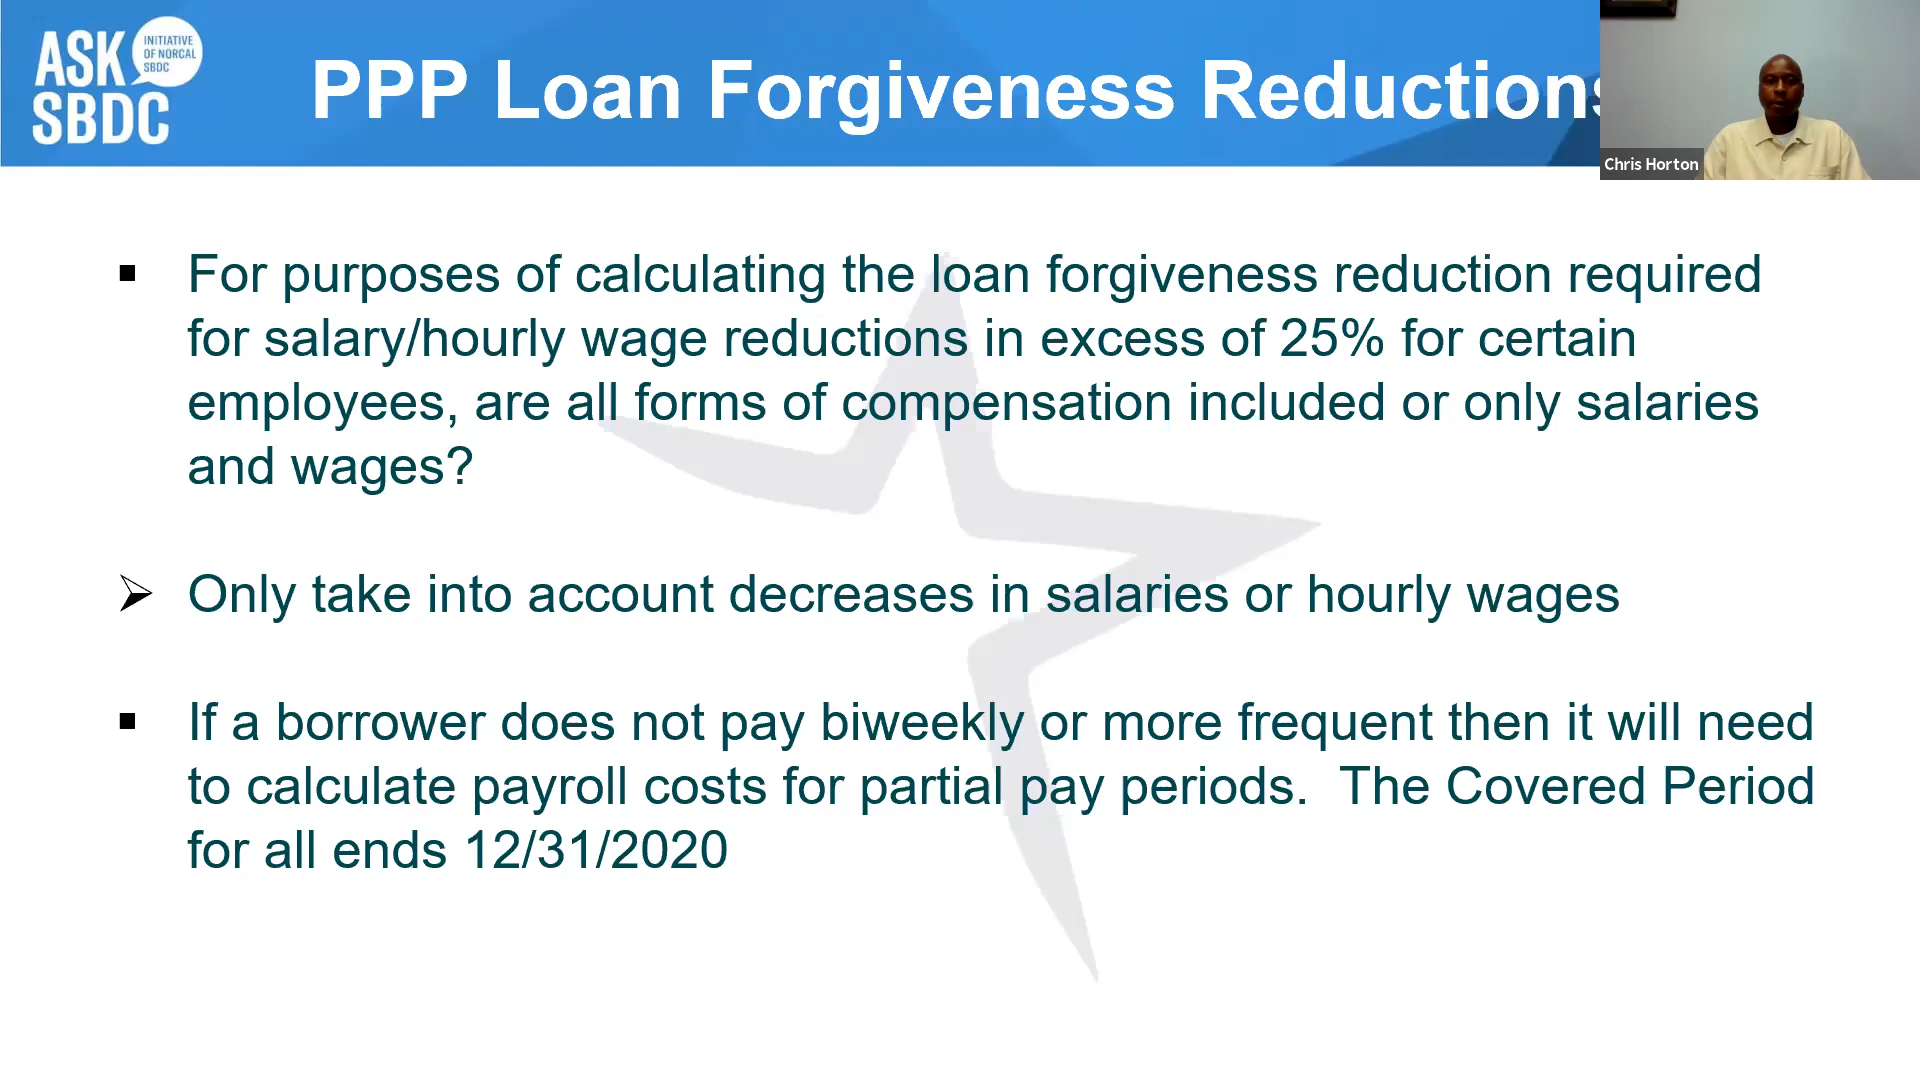 ASK
SBDC
INITIATIVE
OF NORCAL
SBDC
PPP Loan Forgiveness Reductions
Chris Horton
For purposes of calculating the loan forgiveness reduction required
for salary/hourly wage reductions in excess of 25% for certain
employees, are all forms of compensation included or only salaries
and wages?
Only take into account decreases in salaries or hourly wages
If a borrower does not pay biweekly or more frequent then it will need
to calculate payroll costs for partial pay periods.  The Covered Period
for all ends 12/31/2020